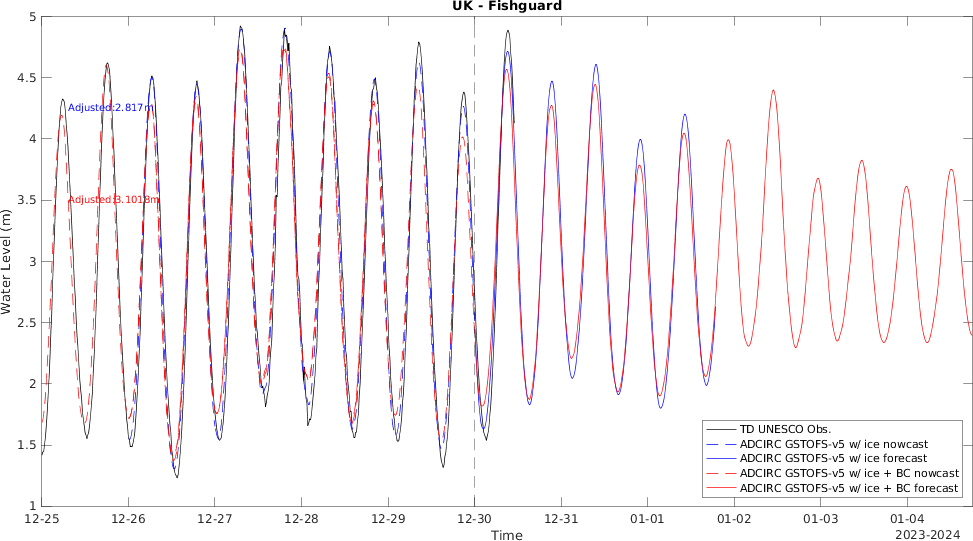 UK - Fishguard
Water Level (m)
5
4.5
4
3.5
3
2.5
2
1.5
1
Adjusted:2.817m
Adjusted:3.1018m
TD UNESCO Obs.
ADCIRC GSTOFS-v5 w/ ice nowcast
ADCIRC GSTOFS-v5 w/ ice forecast
ADCIRC GSTOFS-v5 w/ ice + BC nowcast
ADCIRC GSTOFS-v5 w/ ice + BC forecast
12-25 12-26 12-27 12-28 12-29 12-30 12-31 01-01 01-02 01-03 01-04
Time
2023-2024